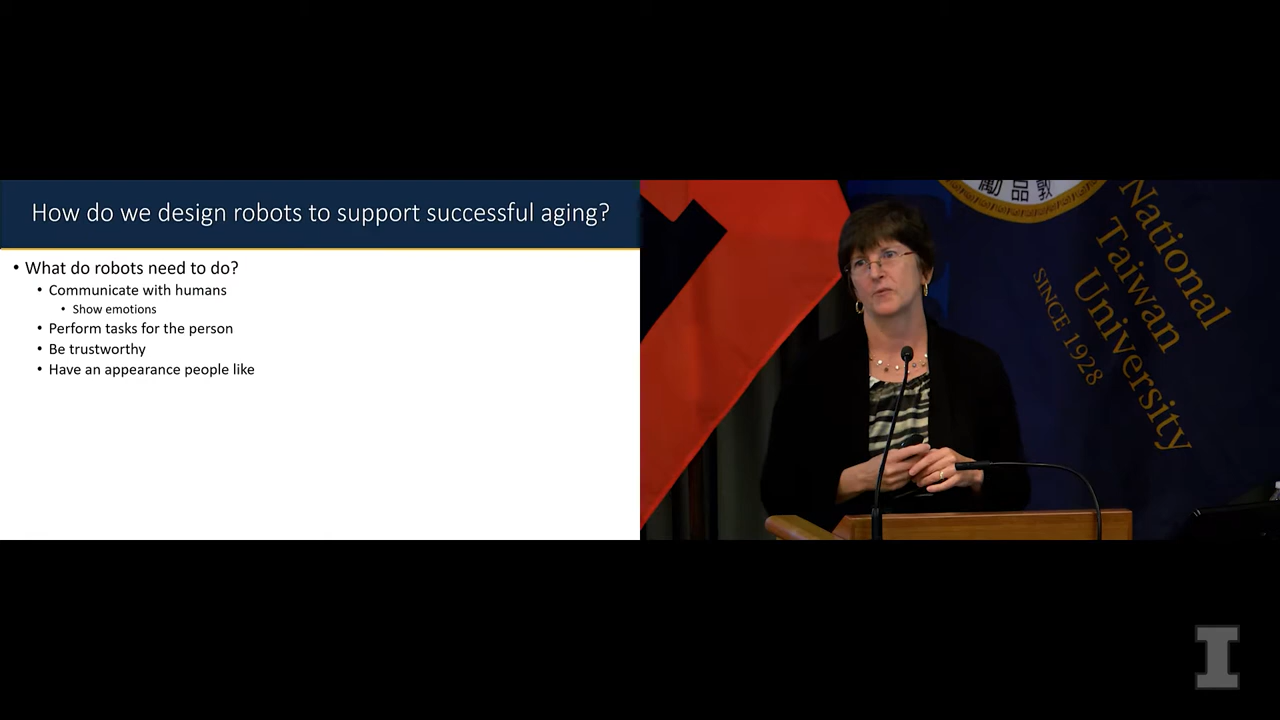 How do we design robots to support successful aging?
• What do robots need to do?
• Communicate with humans
• Show emotions
• Perform tasks for the person
• Be trustworthy
• Have an appearance people like
National
Taiwan
University
SINCE 1928
I